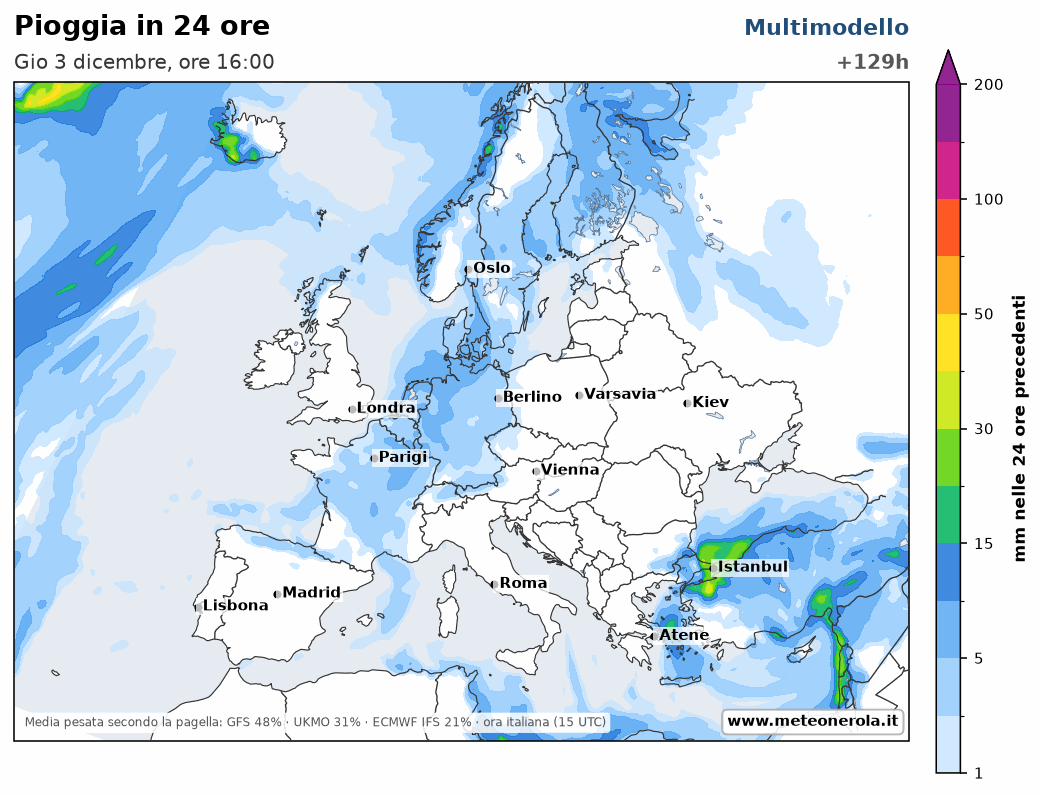 Pioggia in 24 ore
Multimodello
Gio 3 dicembre, ore 16:00
+129h
200
100
50
30
15
5
1
mm nelle 24 ore precedenti
Oslo
Londra
Berlino
Varsavia
Kiev
Parigi
Vienna
Istanbul
Roma
Madrid
Lisbona
Atene
Media pesata secondo la pagella: GFS 48% · UKMO 31% · ECMWF IFS 21% · ora italiana (15 UTC)
www.meteonerola.it